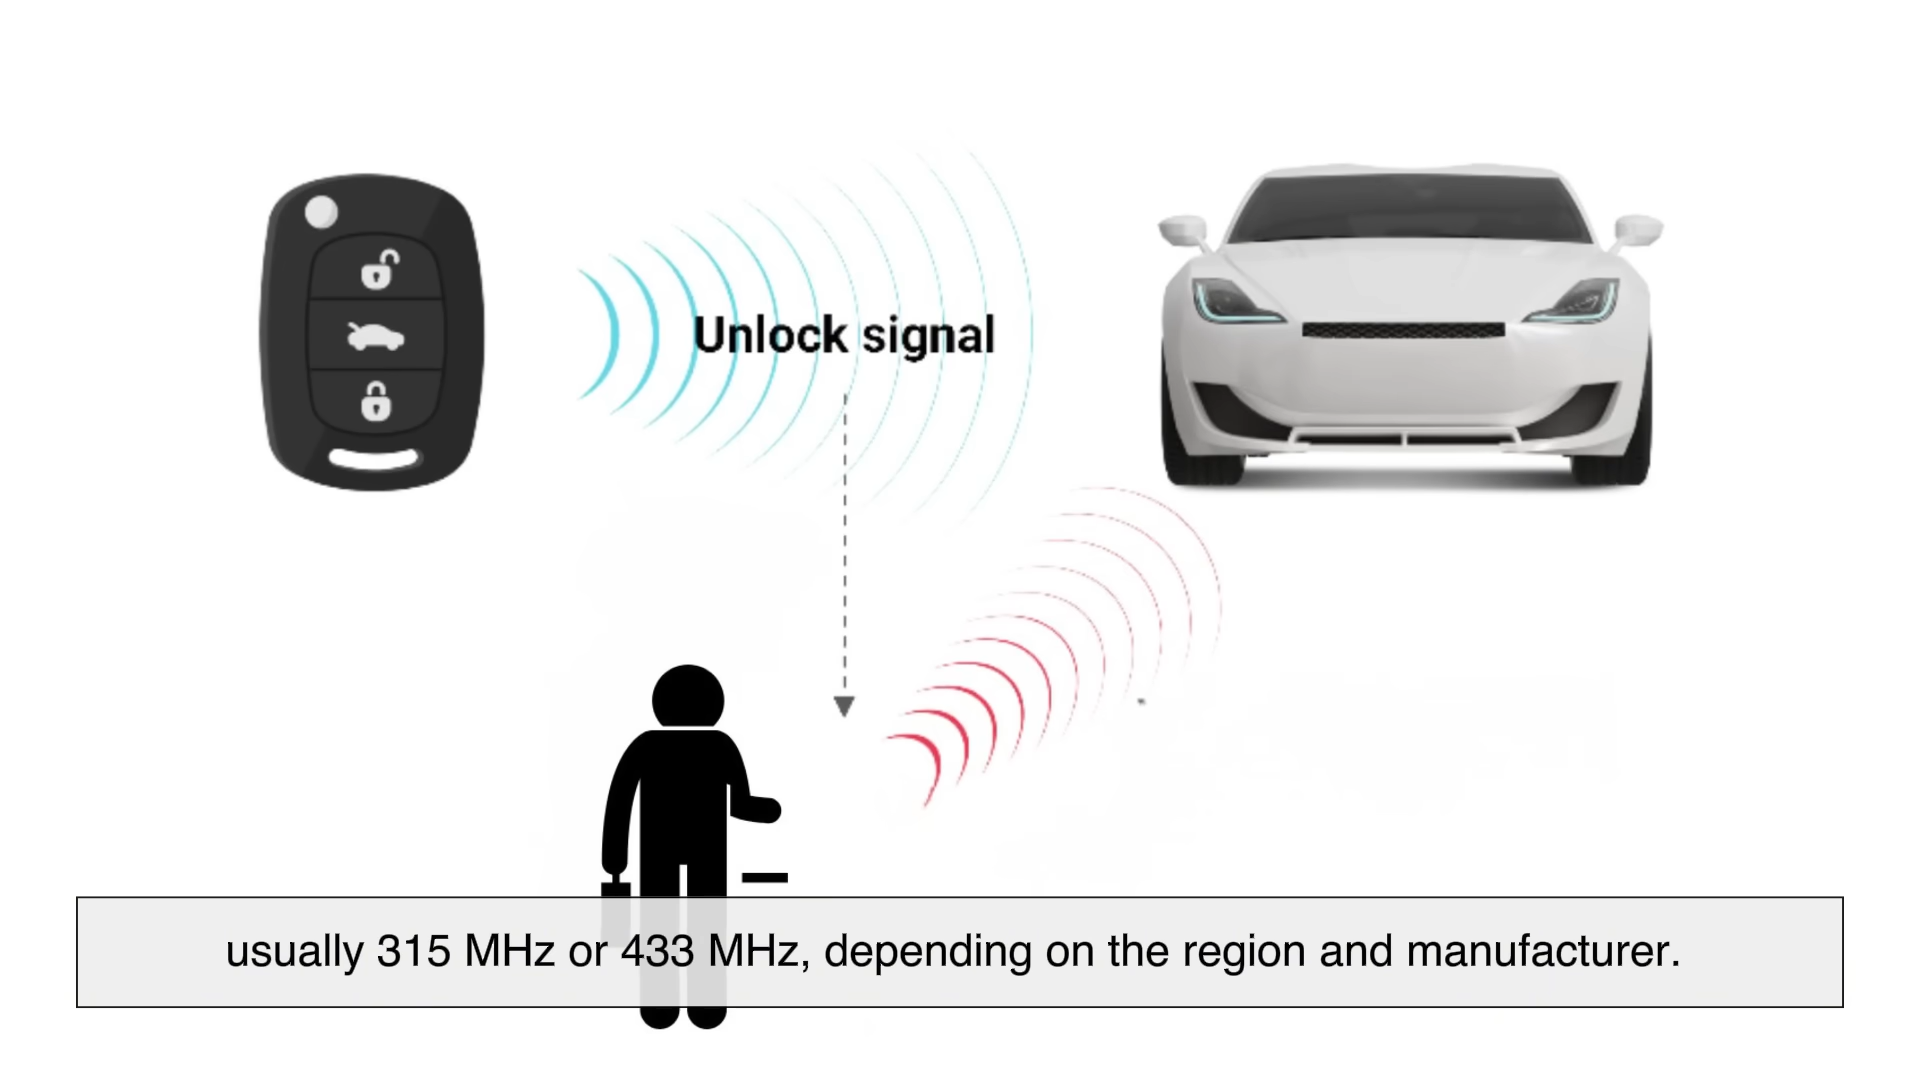 Unlock signal
usually 315 MHz or 433 MHz, depending on the region and manufacturer.